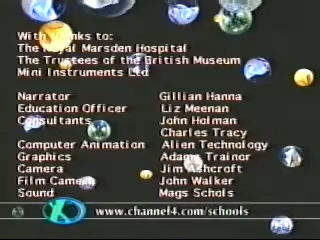 With thanks to:
The Royal Marsden Hospital
The Trustees of the British Museum
Mini Instruments Ltd
Narrator Gillian Hanna
Education Officer Liz Meenan
Consultants John Holman
Charles Tracy
Computer Animation Alien Technology
Graphics Adam Trainor
Camera Jim Ashcroft
Film Camera John Walker
Sound Mags Schols
www.channel4.com/schools